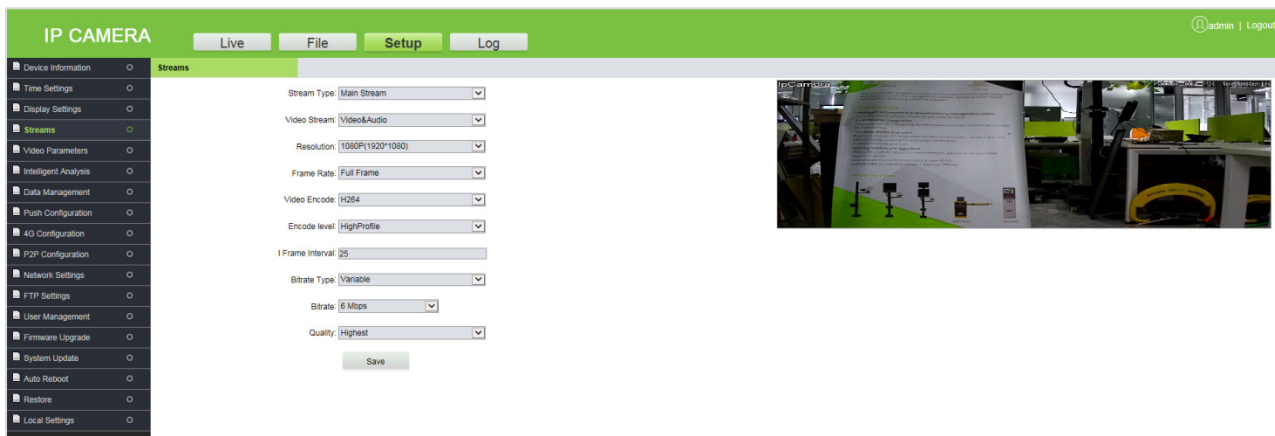 IP CAMERA
Live File Setup Log
admin | Logout
Device Information
Time Settings
Display Settings
Streams
Video Parameters
Intelligent Analysis
Data Management
Push Configuration
4G Configuration
P2P Configuration
Network Settings
FTP Settings
User Management
Firmware Upgrade
System Update
Auto Reboot
Restore
Local Settings
Streams
Stream Type: Main Stream
Video Stream: Video&Audio
Resolution: 1080P(1920*1080)
Frame Rate: Full Frame
Video Encode: H264
Encode level: HighProfile
I Frame Interval: 25
Bitrate Type: Variable
Bitrate: 6 Mbps
Quality: Highest
Save
IpCamera